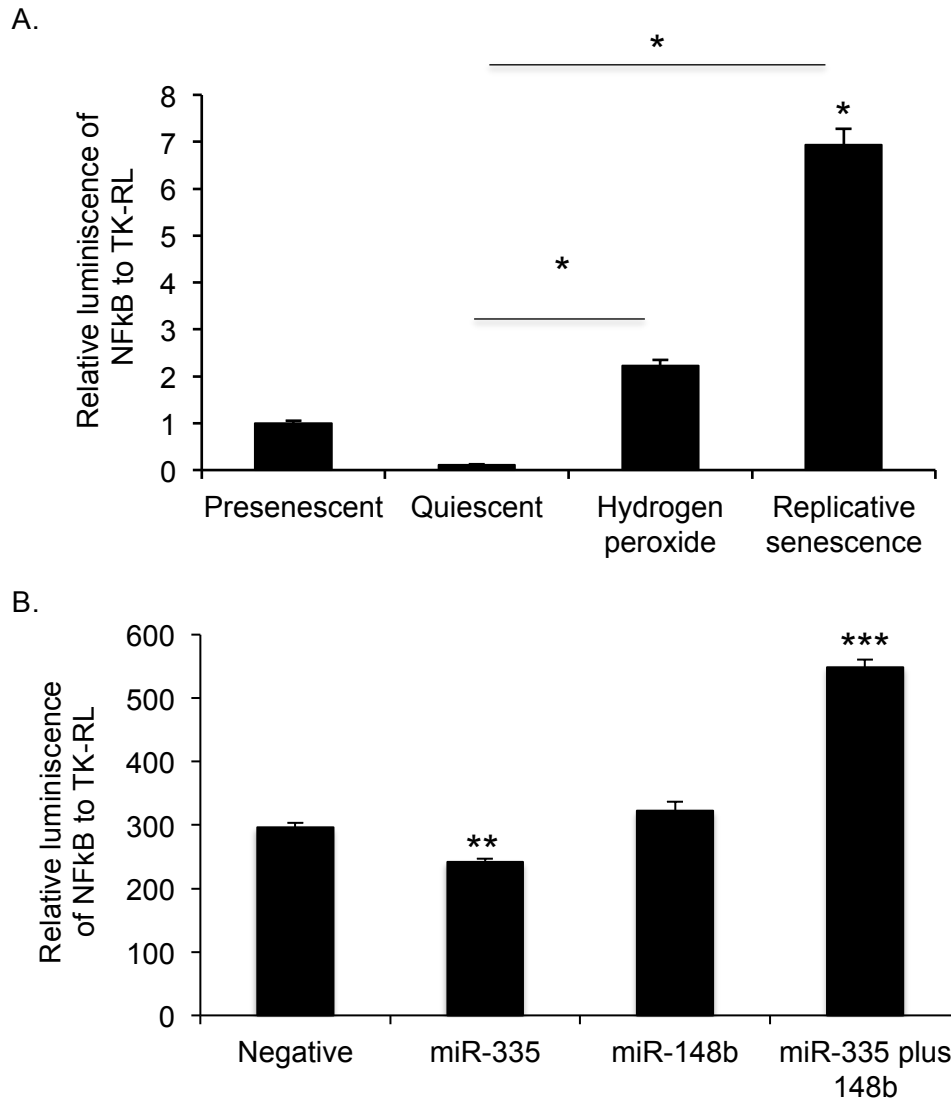 A.
*
*
*
Relative luminiscence of
NFkB to TK-RL
8
7
6
5
4
3
2
1
0
Presenescent
Quiescent
Hydrogen
peroxide
Replicative
senescence
B.
Relative luminiscence
of NFkB to TK-RL
600
500
400
300
200
100
0
**
***
Negative
miR-335
miR-148b
miR-335 plus
148b